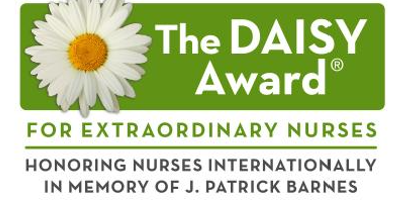 The DAISY
Award®
FOR EXTRAORDINARY NURSES
HONORING NURSES INTERNATIONALLY
IN MEMORY OF J. PATRICK BARNES